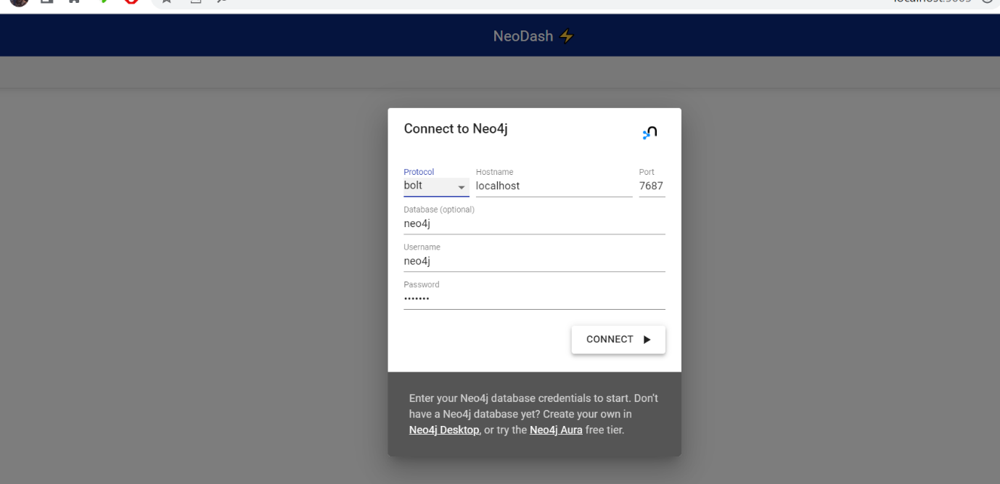 NeoDash ⚡
Connect to Neo4j
Protocol Hostname Port
bolt localhost 7687
Database (optional)
neo4j
Username
neo4j
Password
•••••••
CONNECT
Enter your Neo4j database credentials to start. Don't
have a Neo4j database yet? Create your own in
Neo4j Desktop, or try the Neo4j Aura free tier.